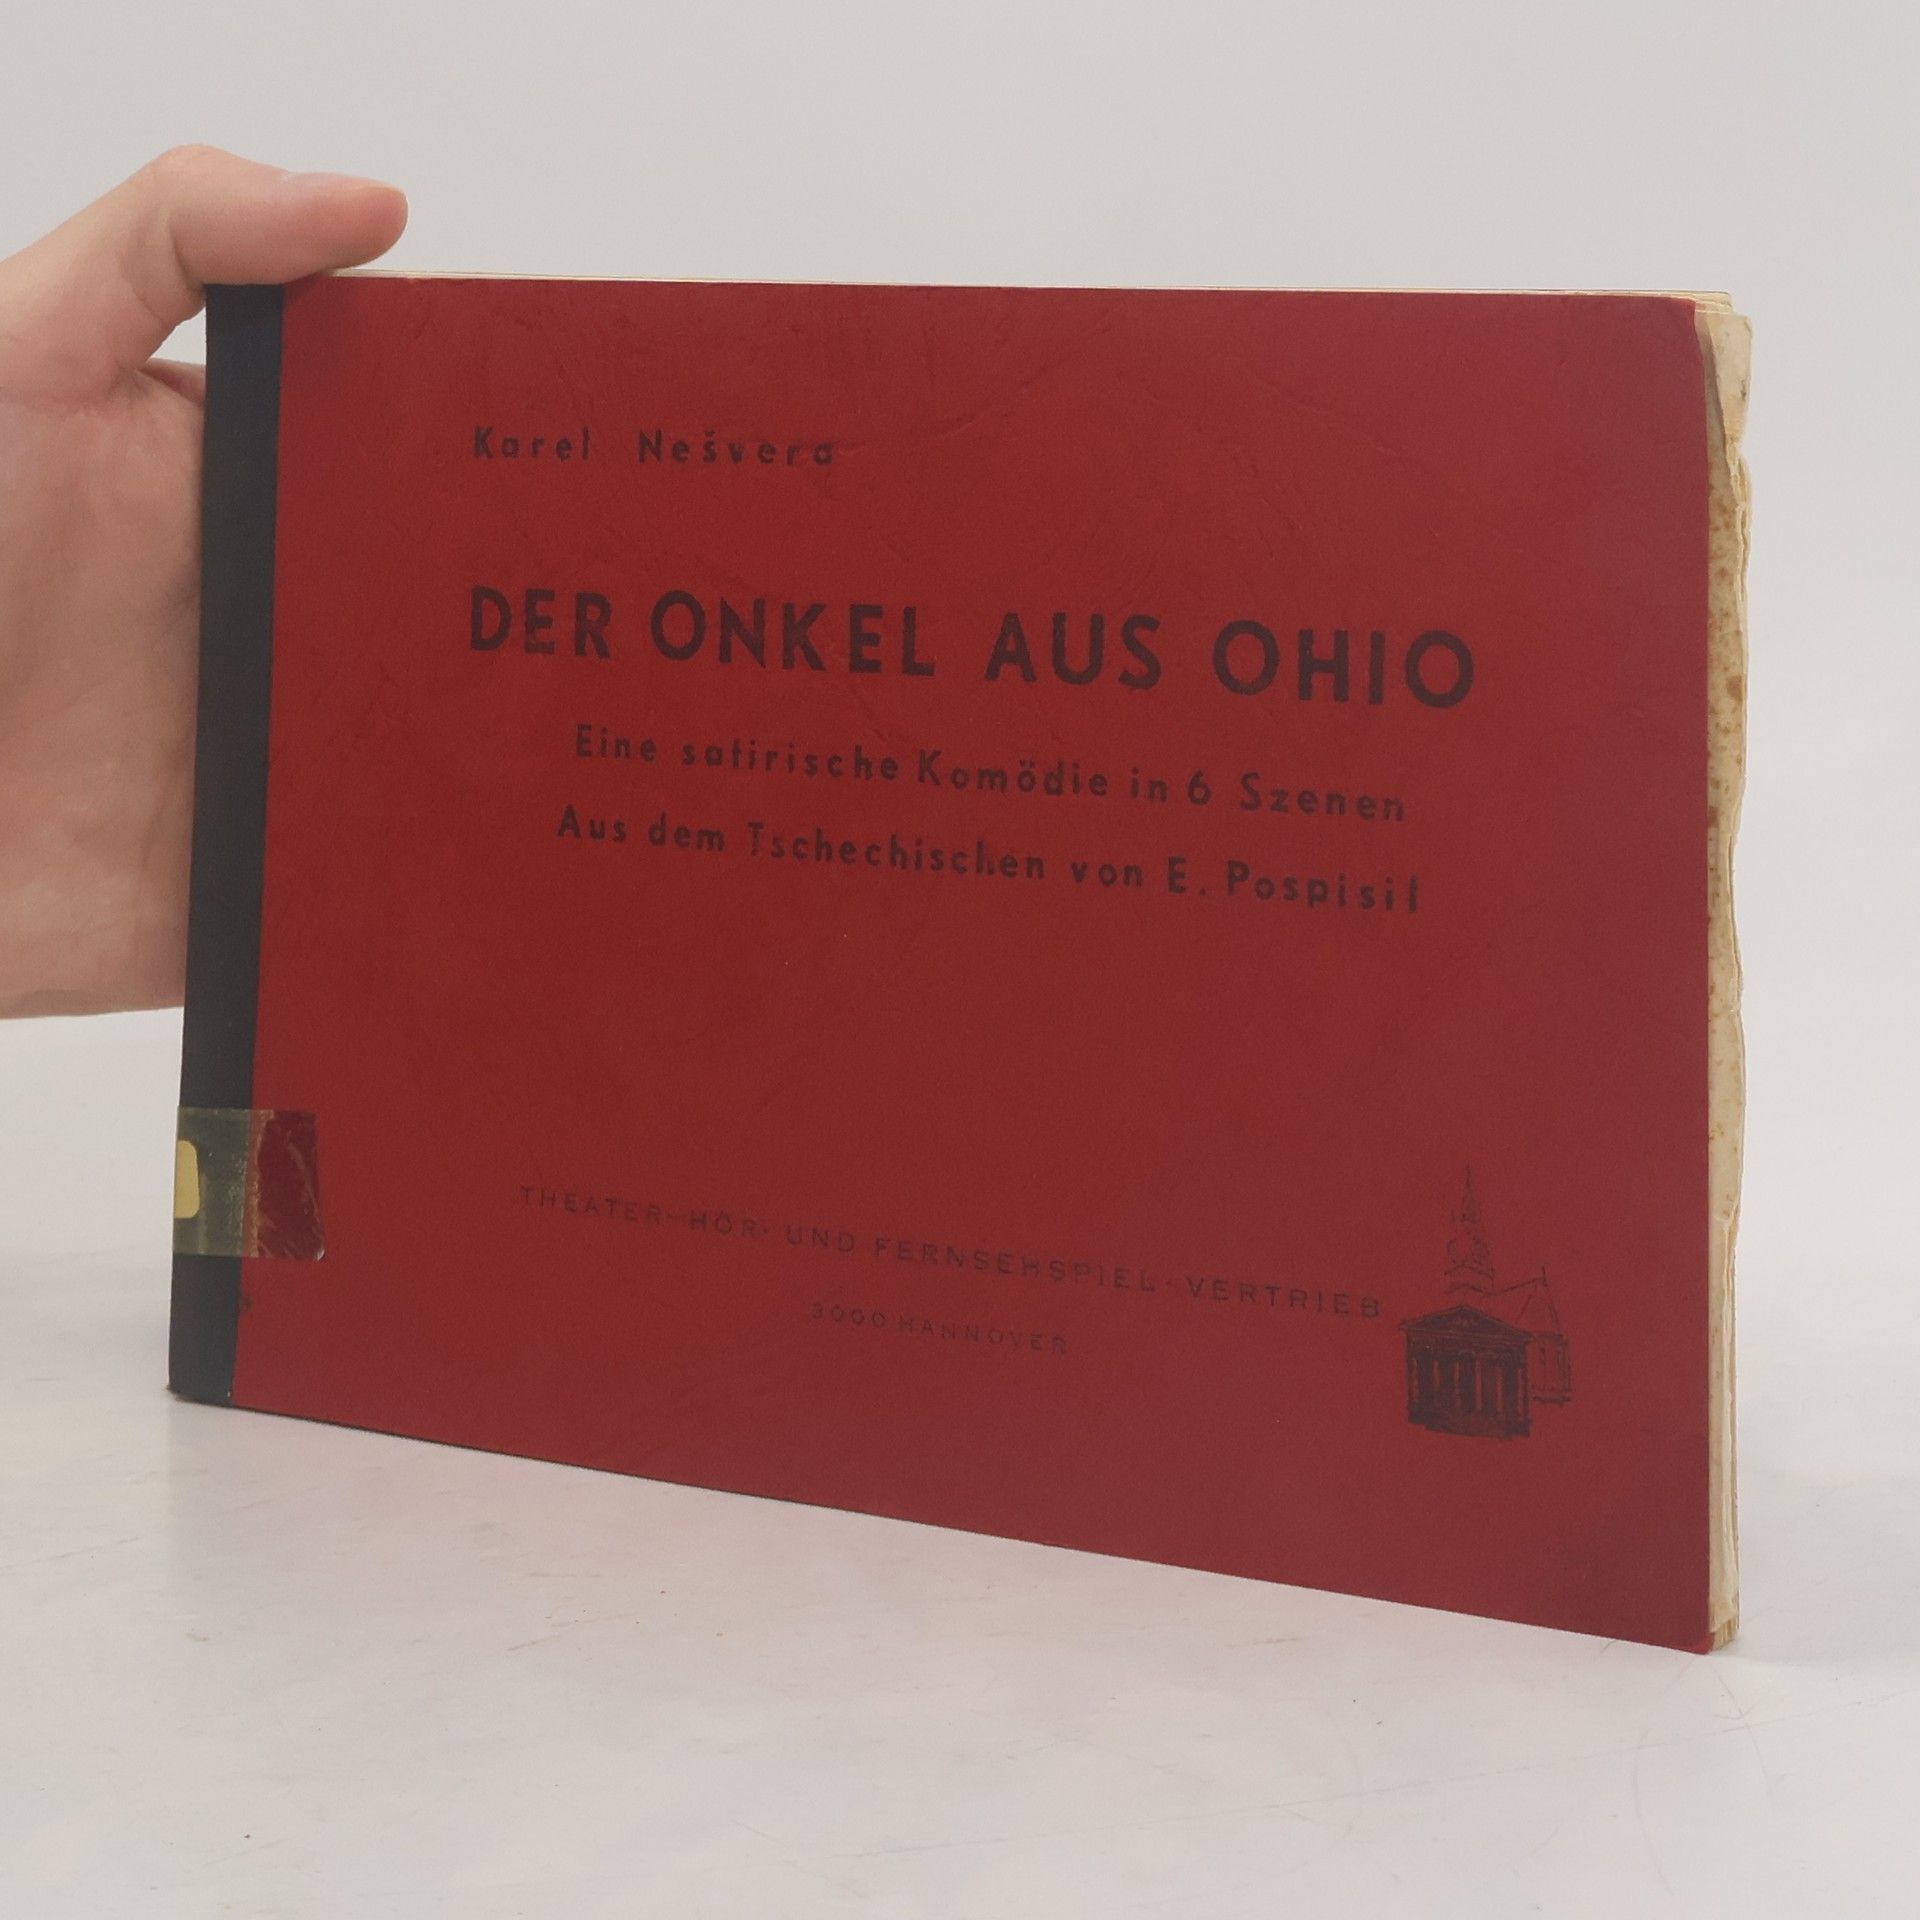 Karel Nešvera
DER ONKEL AUS OHIO
Eine satirische Komödie in 6 Szenen
Aus dem Tschechischen von E. Pospisil
THEATER-HÖR- UND FERNSEHSPIEL-VERTRIEB
3000 HANNOVER